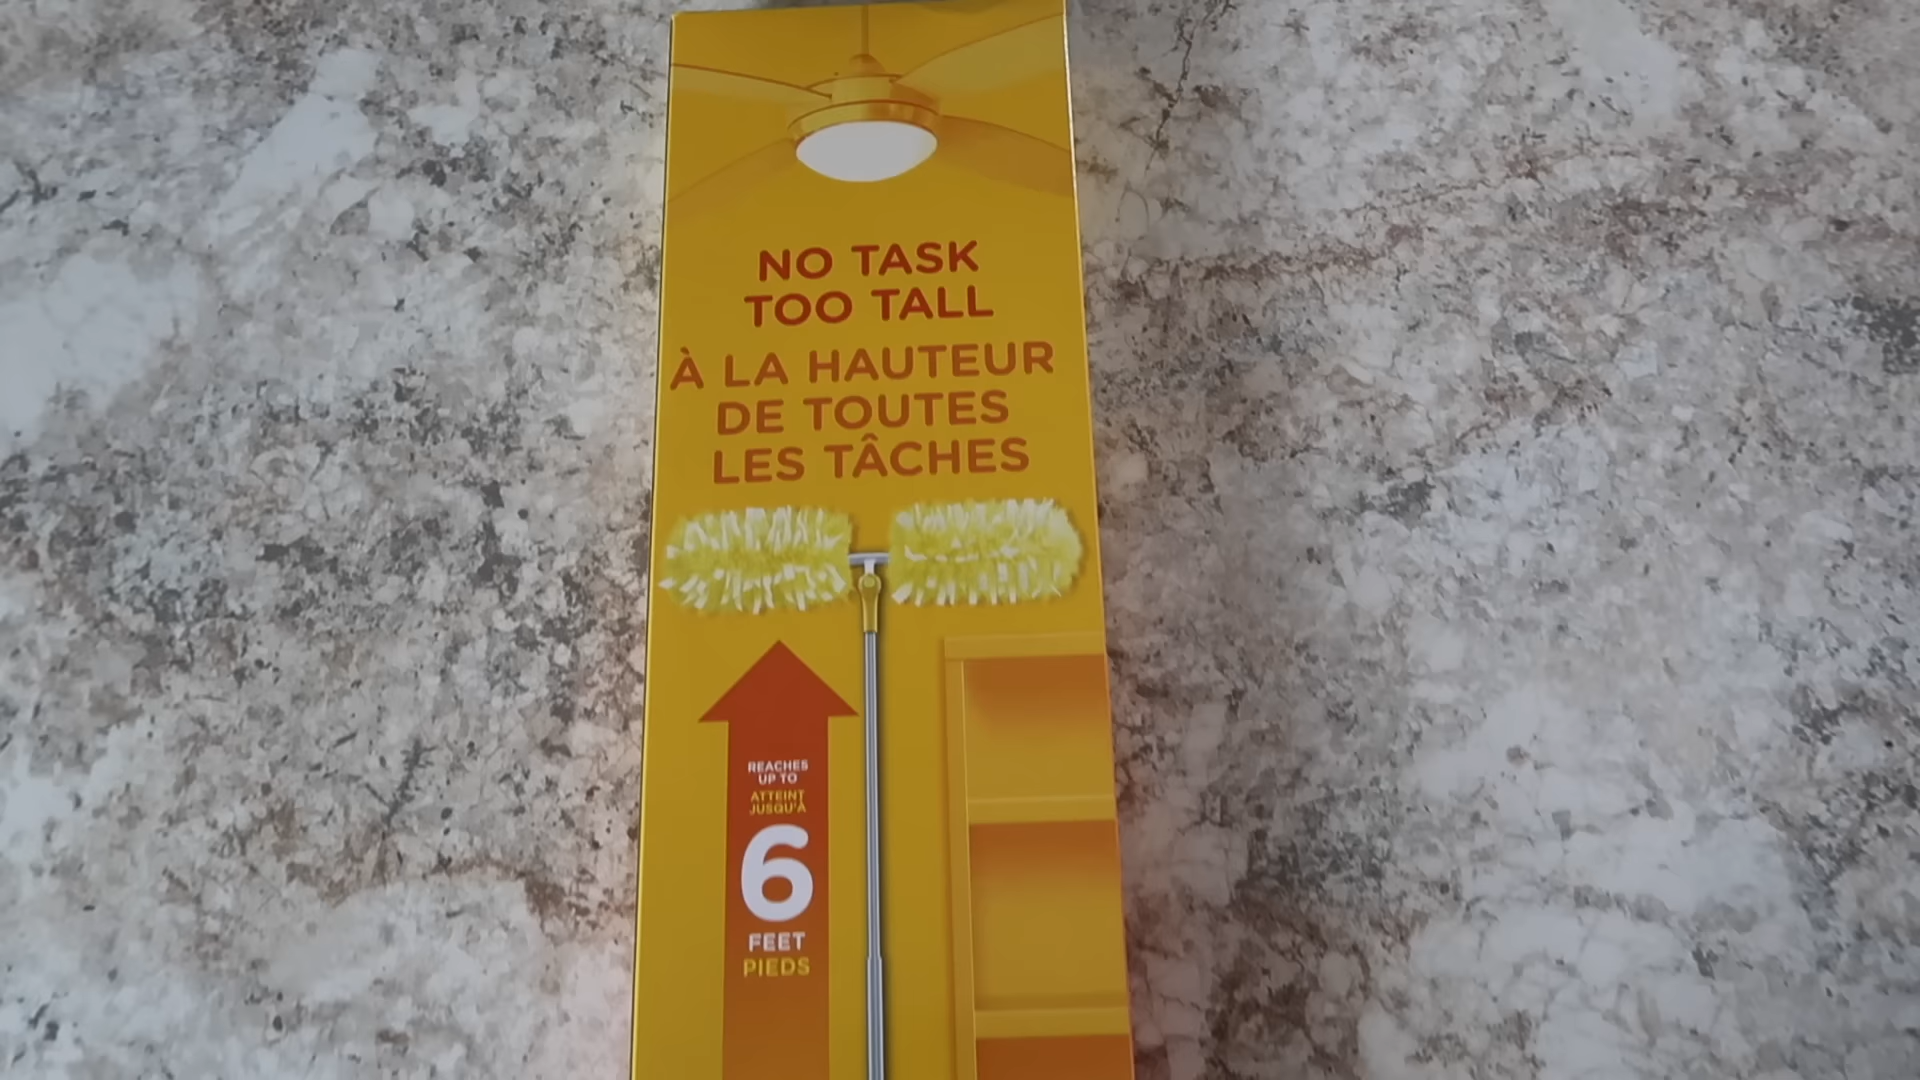 NO TASK
TOO TALL
À LA HAUTEUR
DE TOUTES
LES TÂCHES
REACHES
UP TO
ATTEINT
JUSQU'À
6
FEET
PIEDS